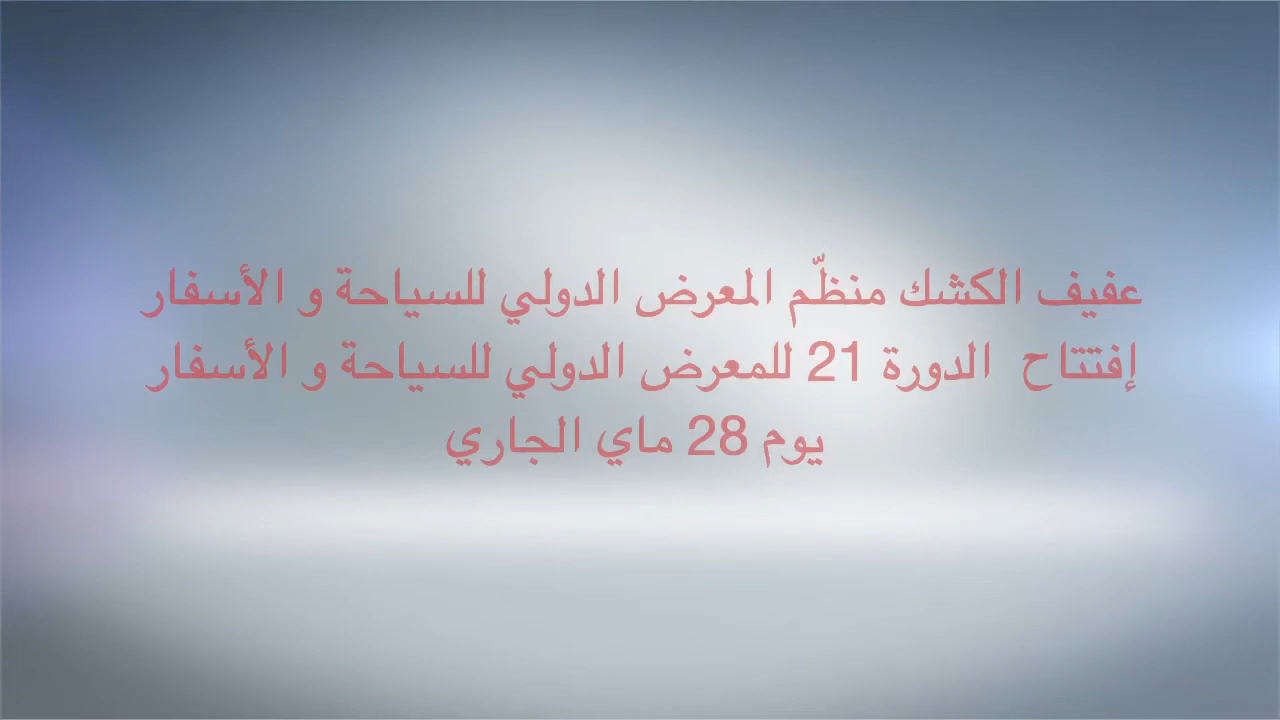 عفيف الكشك منظّم المعرض الدولي للسياحة و الأسفار
إفتتاح الدورة 21 للمعرض الدولي للسياحة و الأسفار
يوم 28 ماي الجاري